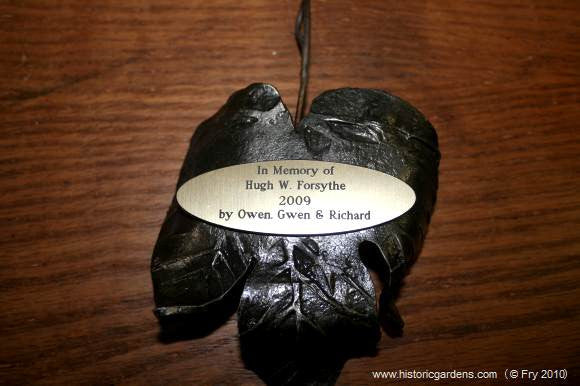 In Memory of
Hugh W. Forsythe
2009
by Owen, Gwen & Richard
www.historicgardens.com (© Fry 2010)